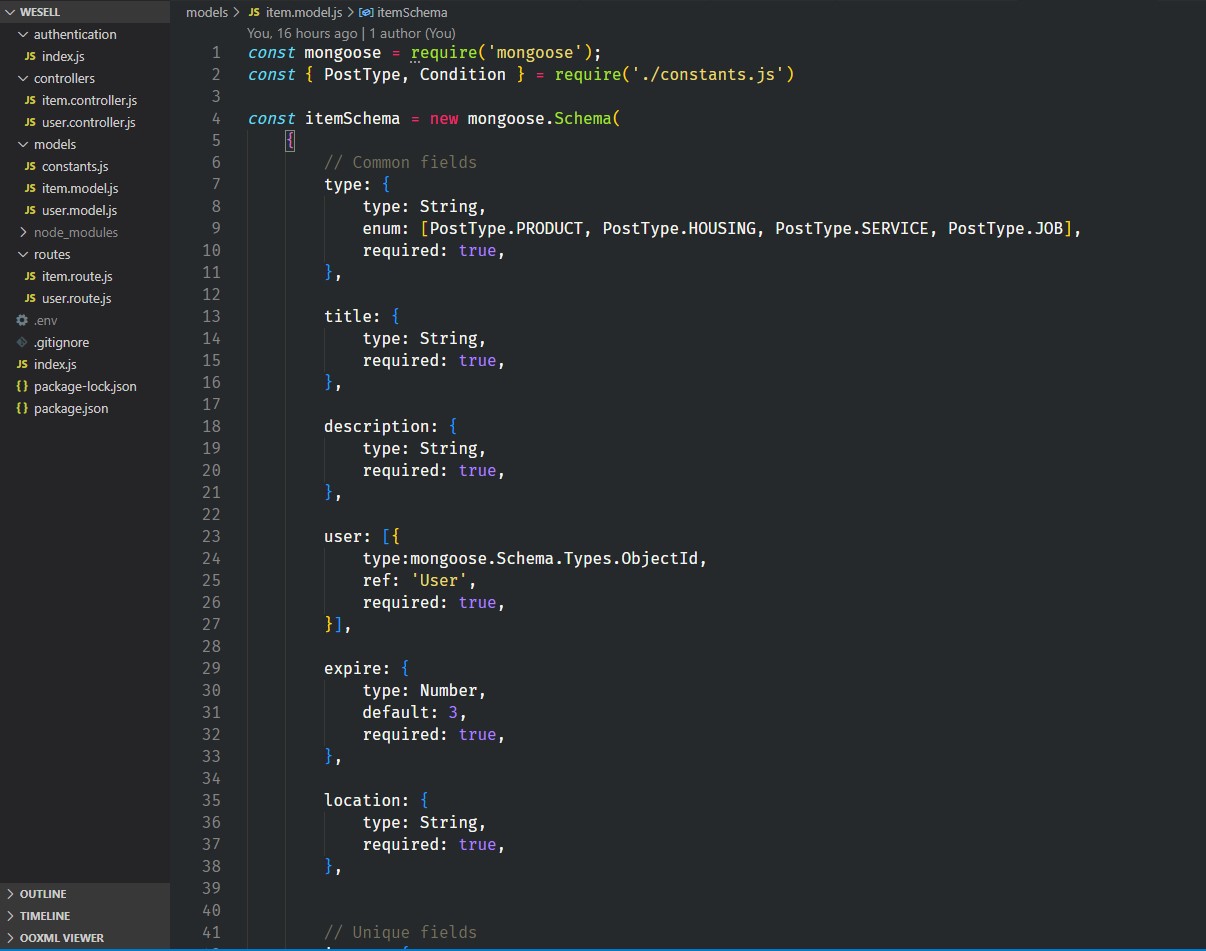 WESELL
authentication
JS index.js
controllers
JS item.controller.js
JS user.controller.js
models
JS constants.js
JS item.model.js
JS user.model.js
node_modules
routes
JS item.route.js
JS user.route.js
.env
.gitignore
JS index.js
{} package-lock.json
{} package.json
OUTLINE
TIMELINE
OOXML VIEWER
models > JS item.model.js > itemSchema
You, 16 hours ago | 1 author (You)
1 const mongoose = require('mongoose');
2 const { PostType, Condition } = require('./constants.js')
3
4 const itemSchema = new mongoose.Schema(
5 {
6 // Common fields
7 type: {
8 type: String,
9 enum: [PostType.PRODUCT, PostType.HOUSING, PostType.SERVICE, PostType.JOB],
10 required: true,
11 },
12
13 title: {
14 type: String,
15 required: true,
16 },
17
18 description: {
19 type: String,
20 required: true,
21 },
22
23 user: [{
24 type:mongoose.Schema.Types.ObjectId,
25 ref: 'User',
26 required: true,
27 }],
28
29 expire: {
30 type: Number,
31 default: 3,
32 required: true,
33 },
34
35 location: {
36 type: String,
37 required: true,
38 },
39
40
41 // Unique fields